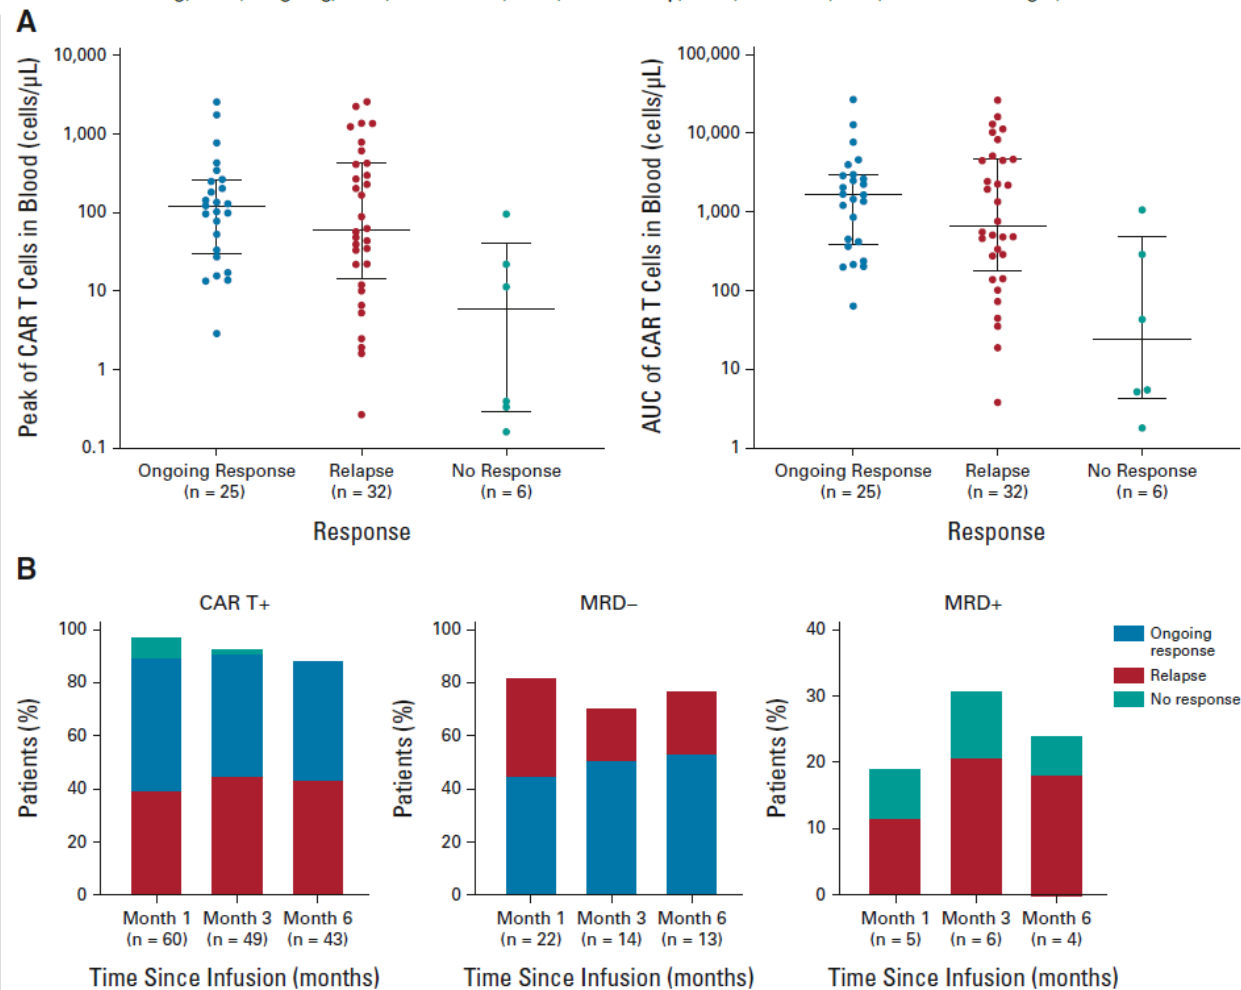 A
Peak of CAR T Cells in Blood (cells/µL)
10,000
1,000
100
10
1
0.1
Ongoing Response
(n = 25)
Relapse
(n = 32)
No Response
(n = 6)
Response
AUC of CAR T Cells in Blood (cells/µL)
100,000
10,000
1,000
100
10
1
Ongoing Response
(n = 25)
Relapse
(n = 32)
No Response
(n = 6)
Response
B
CAR T+
Patients (%)
100
80
60
40
20
0
Month 1
(n = 60)
Month 3
(n = 49)
Month 6
(n = 43)
Time Since Infusion (months)
MRD–
Patients (%)
100
80
60
40
20
0
Month 1
(n = 22)
Month 3
(n = 14)
Month 6
(n = 13)
Time Since Infusion (months)
MRD+
Patients (%)
40
30
20
10
0
Month 1
(n = 5)
Month 3
(n = 6)
Month 6
(n = 4)
Time Since Infusion (months)
Ongoing
response
Relapse
No response